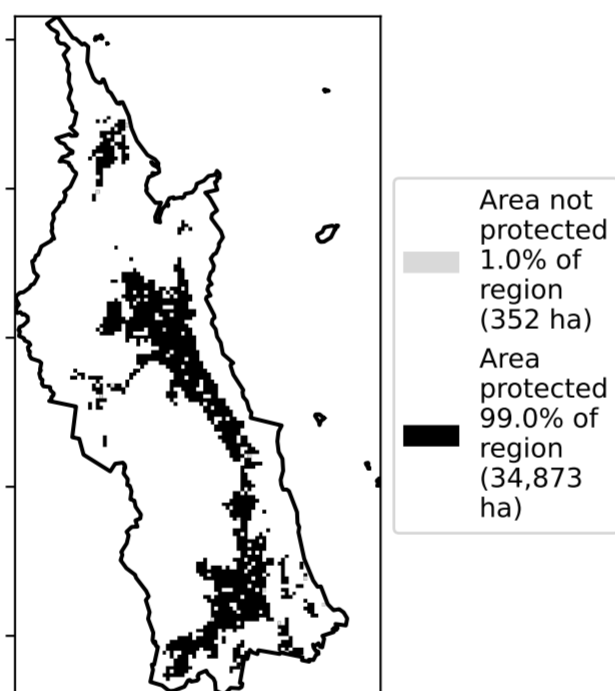 Area not
protected
1.0% of
region
(352 ha)
Area
protected
99.0% of
region
(34,873
ha)